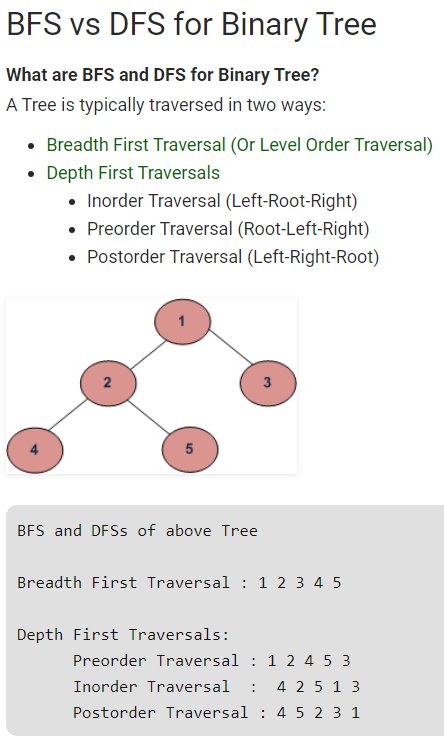 BFS vs DFS for Binary Tree
What are BFS and DFS for Binary Tree?
A Tree is typically traversed in two ways:
• Breadth First Traversal (Or Level Order Traversal)
• Depth First Traversals
• Inorder Traversal (Left-Root-Right)
• Preorder Traversal (Root-Left-Right)
• Postorder Traversal (Left-Right-Root)
1
2
3
4
5
BFS and DFSs of above Tree
Breadth First Traversal : 1 2 3 4 5
Depth First Traversals:
Preorder Traversal : 1 2 4 5 3
Inorder Traversal  :  4 2 5 1 3
Postorder Traversal : 4 5 2 3 1